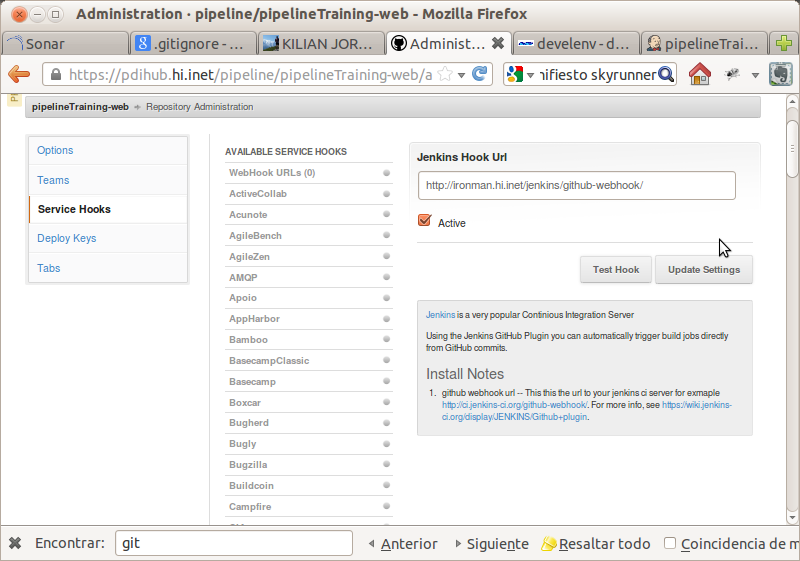 Administration · pipeline/pipelineTraining-web - Mozilla Firefox
Sonar
.gitignore - ...
KILIAN JOR...
Administ...
develenv - d...
pipelineTrai...
https://pdihub.hi.inet/pipeline/pipelineTraining-web/a
nifiesto skyrunner
pipelineTraining-web
Repository Administration
Options
Teams
Service Hooks
Deploy Keys
Tabs
AVAILABLE SERVICE HOOKS
WebHook URLs (0)
ActiveCollab
Acunote
AgileBench
AgileZen
AMQP
Apoio
AppHarbor
Bamboo
BasecampClassic
Basecamp
Boxcar
Bugherd
Bugly
Bugzilla
Buildcoin
Campfire
Jenkins Hook Url
http://ironman.hi.inet/jenkins/github-webhook/
Active
Test Hook
Update Settings
Jenkins is a very popular Continious Integration Server
Using the Jenkins GitHub Plugin you can automatically trigger build jobs directly
from GitHub commits.
Install Notes
1. github webhook url -- This this the url to your jenkins ci server for exmaple
http://ci.jenkins-ci.org/github-webhook/. For more info, see https://wiki.jenkins-
ci.org/display/JENKINS/Github+plugin.
Encontrar:
git
Anterior
Siguiente
Resaltar todo
Coincidencia de m